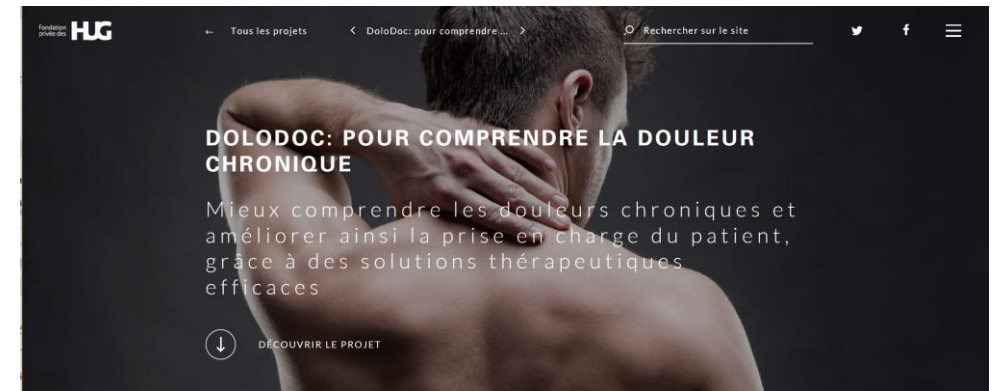 Fondation
privée des HUG
← Tous les projets < DoloDoc: pour comprendre ... > Rechercher sur le site
DOLODOC: POUR COMPRENDRE LA DOULEUR
CHRONIQUE
Mieux comprendre les douleurs chroniques et
améliorer ainsi la prise en charge du patient,
grâce à des solutions thérapeutiques
efficaces
DÉCOUVRIR LE PROJET